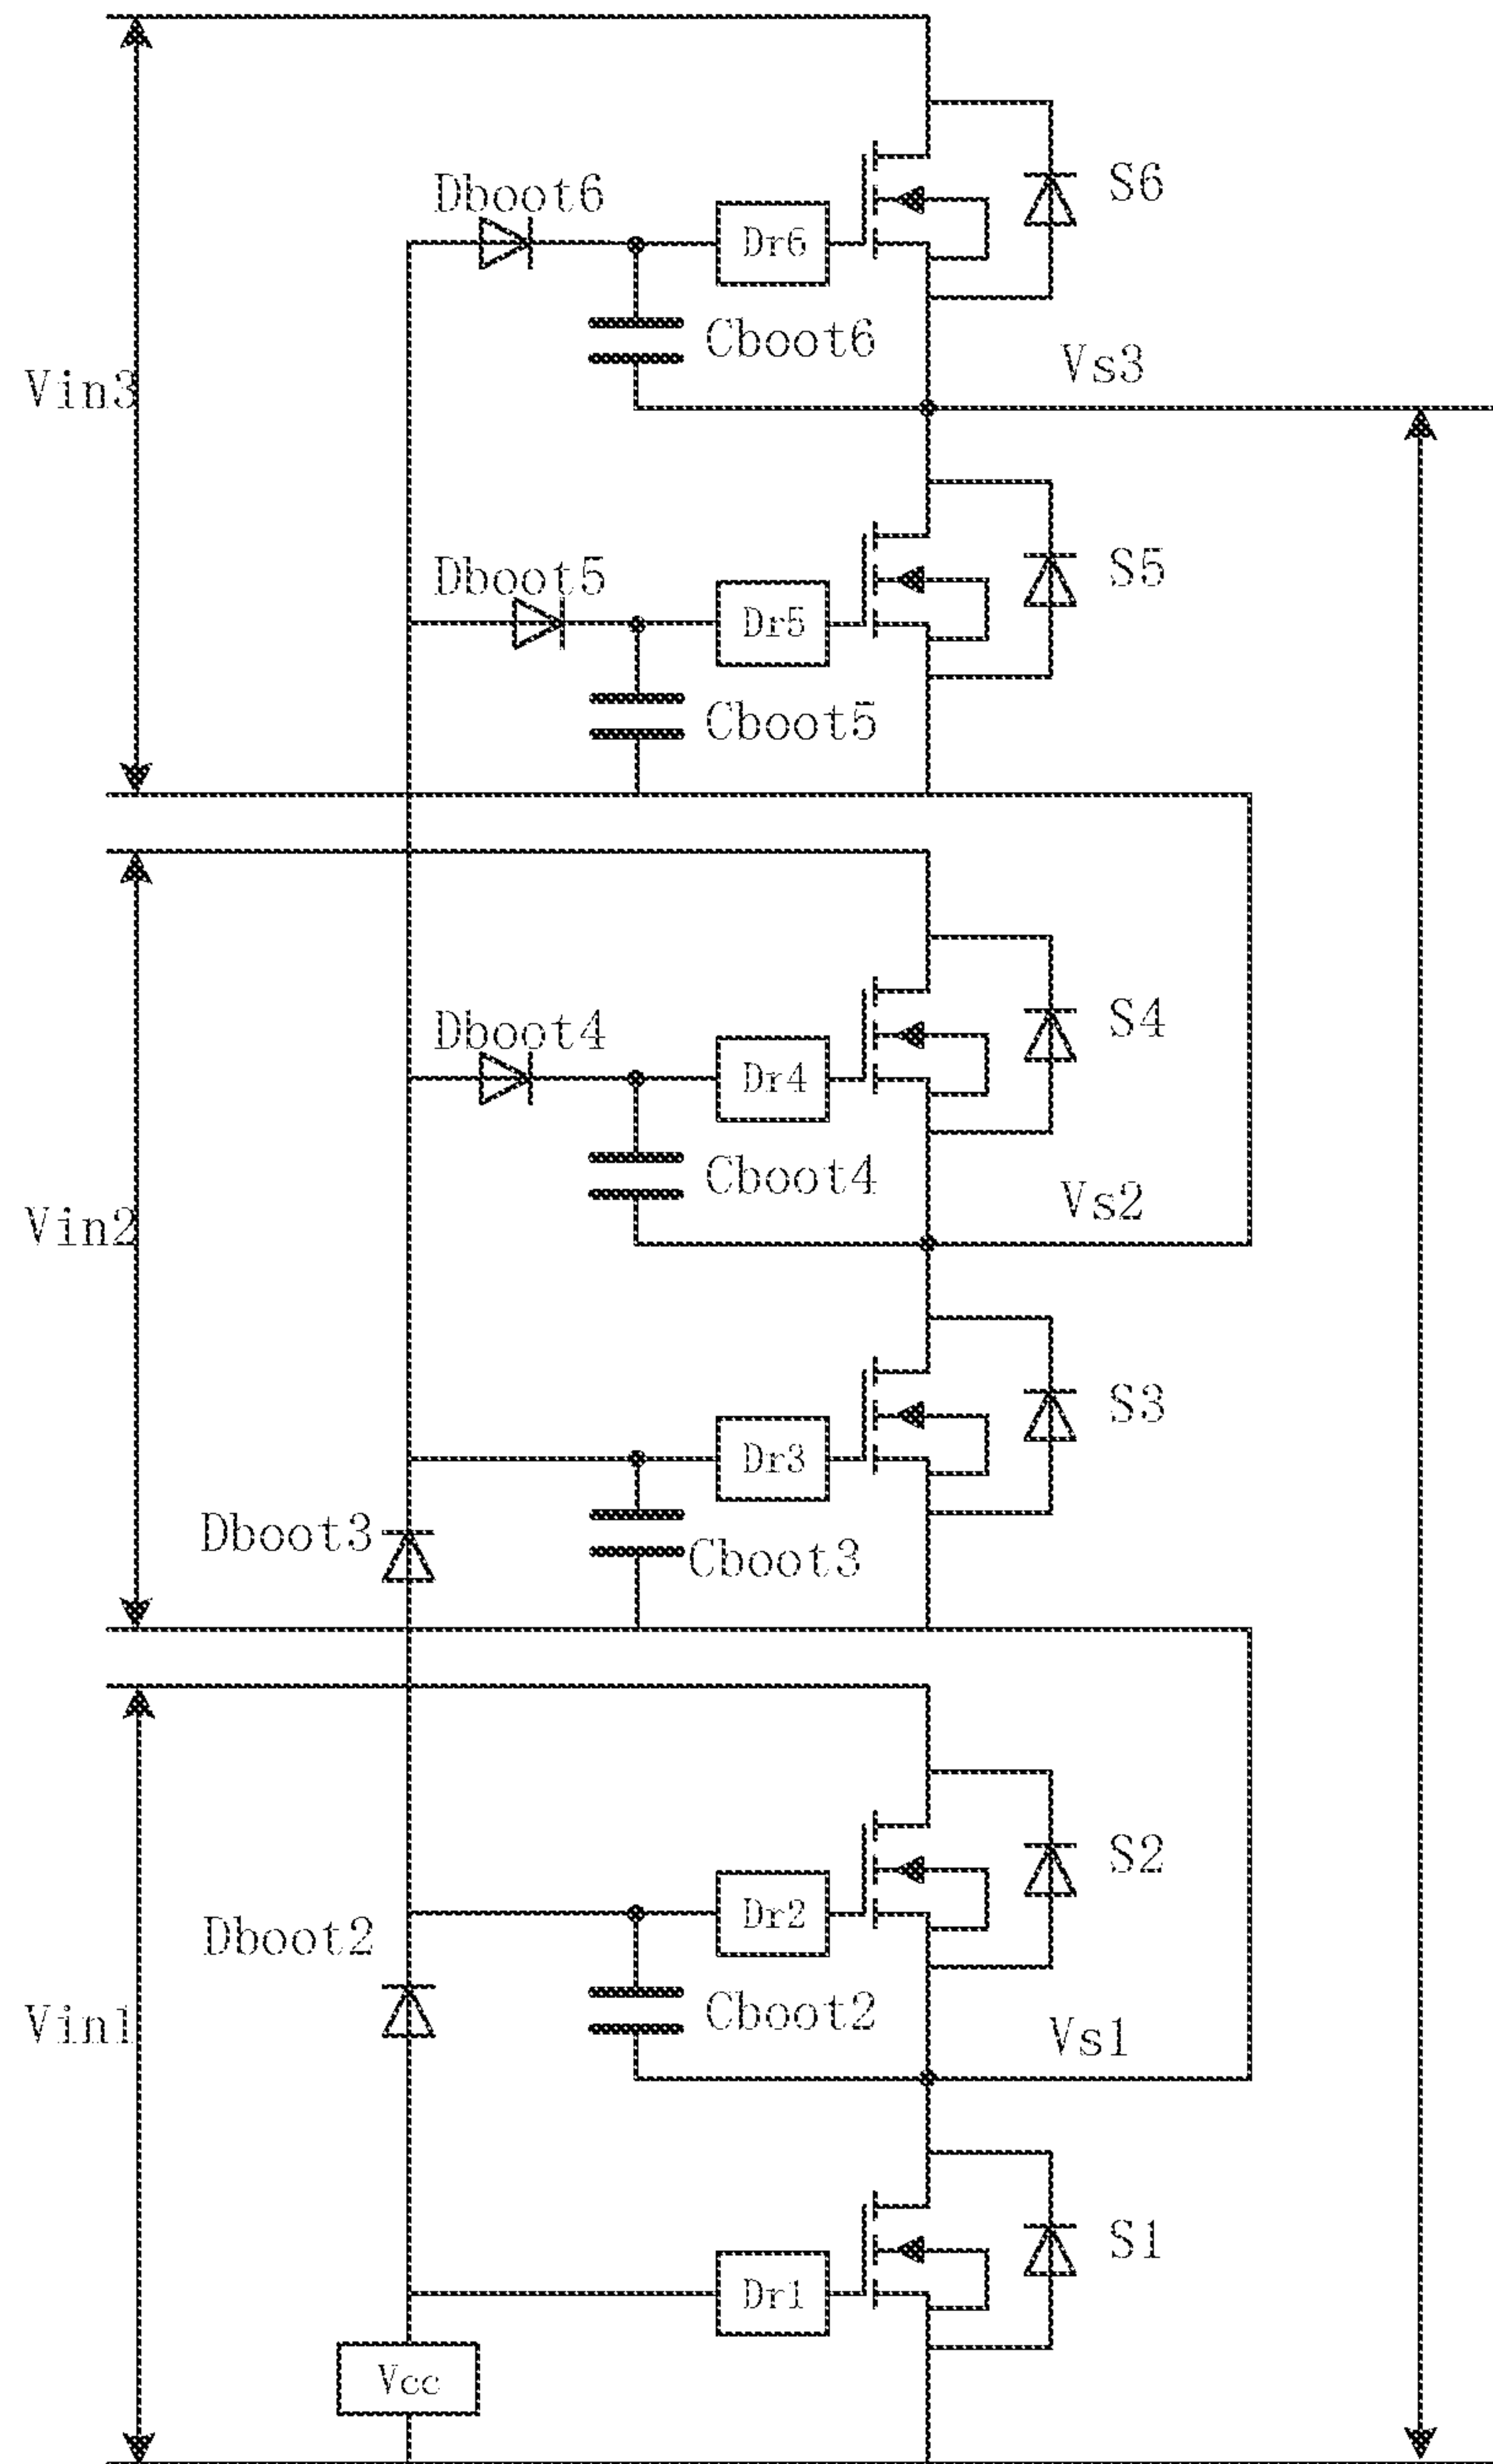 Dboot6
S6
Dr6
Cboot6
Vs3
Vin3
Dboot5
S5
Dr5
Cboot5
Dboot4
S4
Dr4
Cboot4
Vs2
Vin2
S3
Dr3
Dboot3
Cboot3
S2
Dr2
Dboot2
Cboot2
Vs1
Vin1
S1
Dr1
Vcc